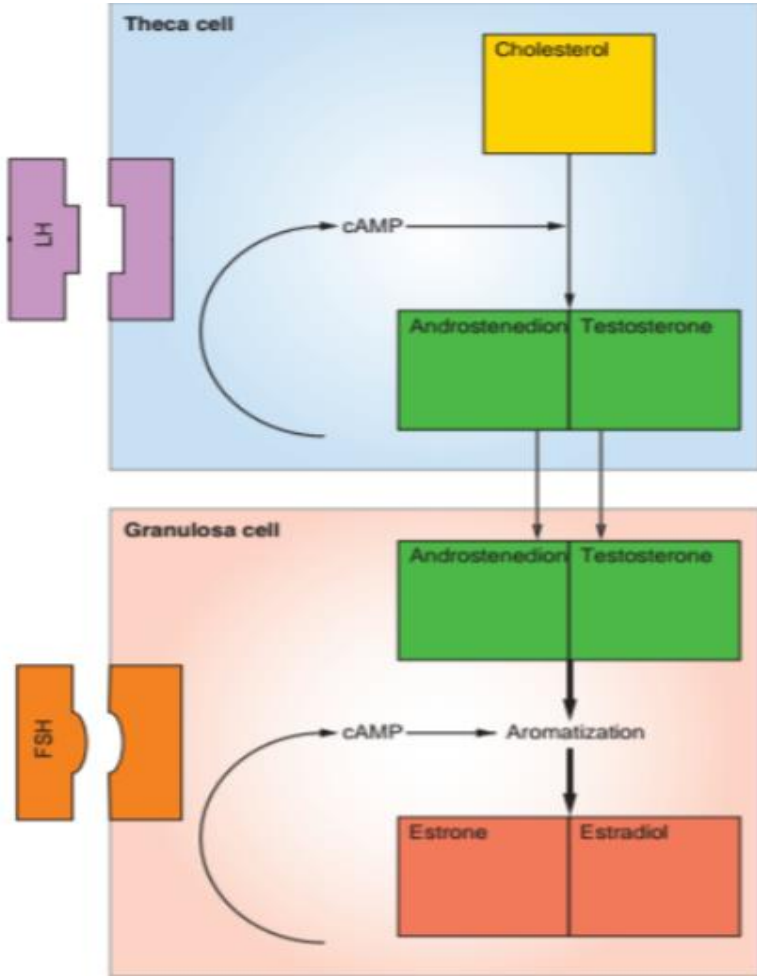 Theca cell
Cholesterol
LH
cAMP
Androstenedion
Testosterone
Granulosa cell
Androstenedion
Testosterone
FSH
cAMP
Aromatization
Estrone
Estradiol